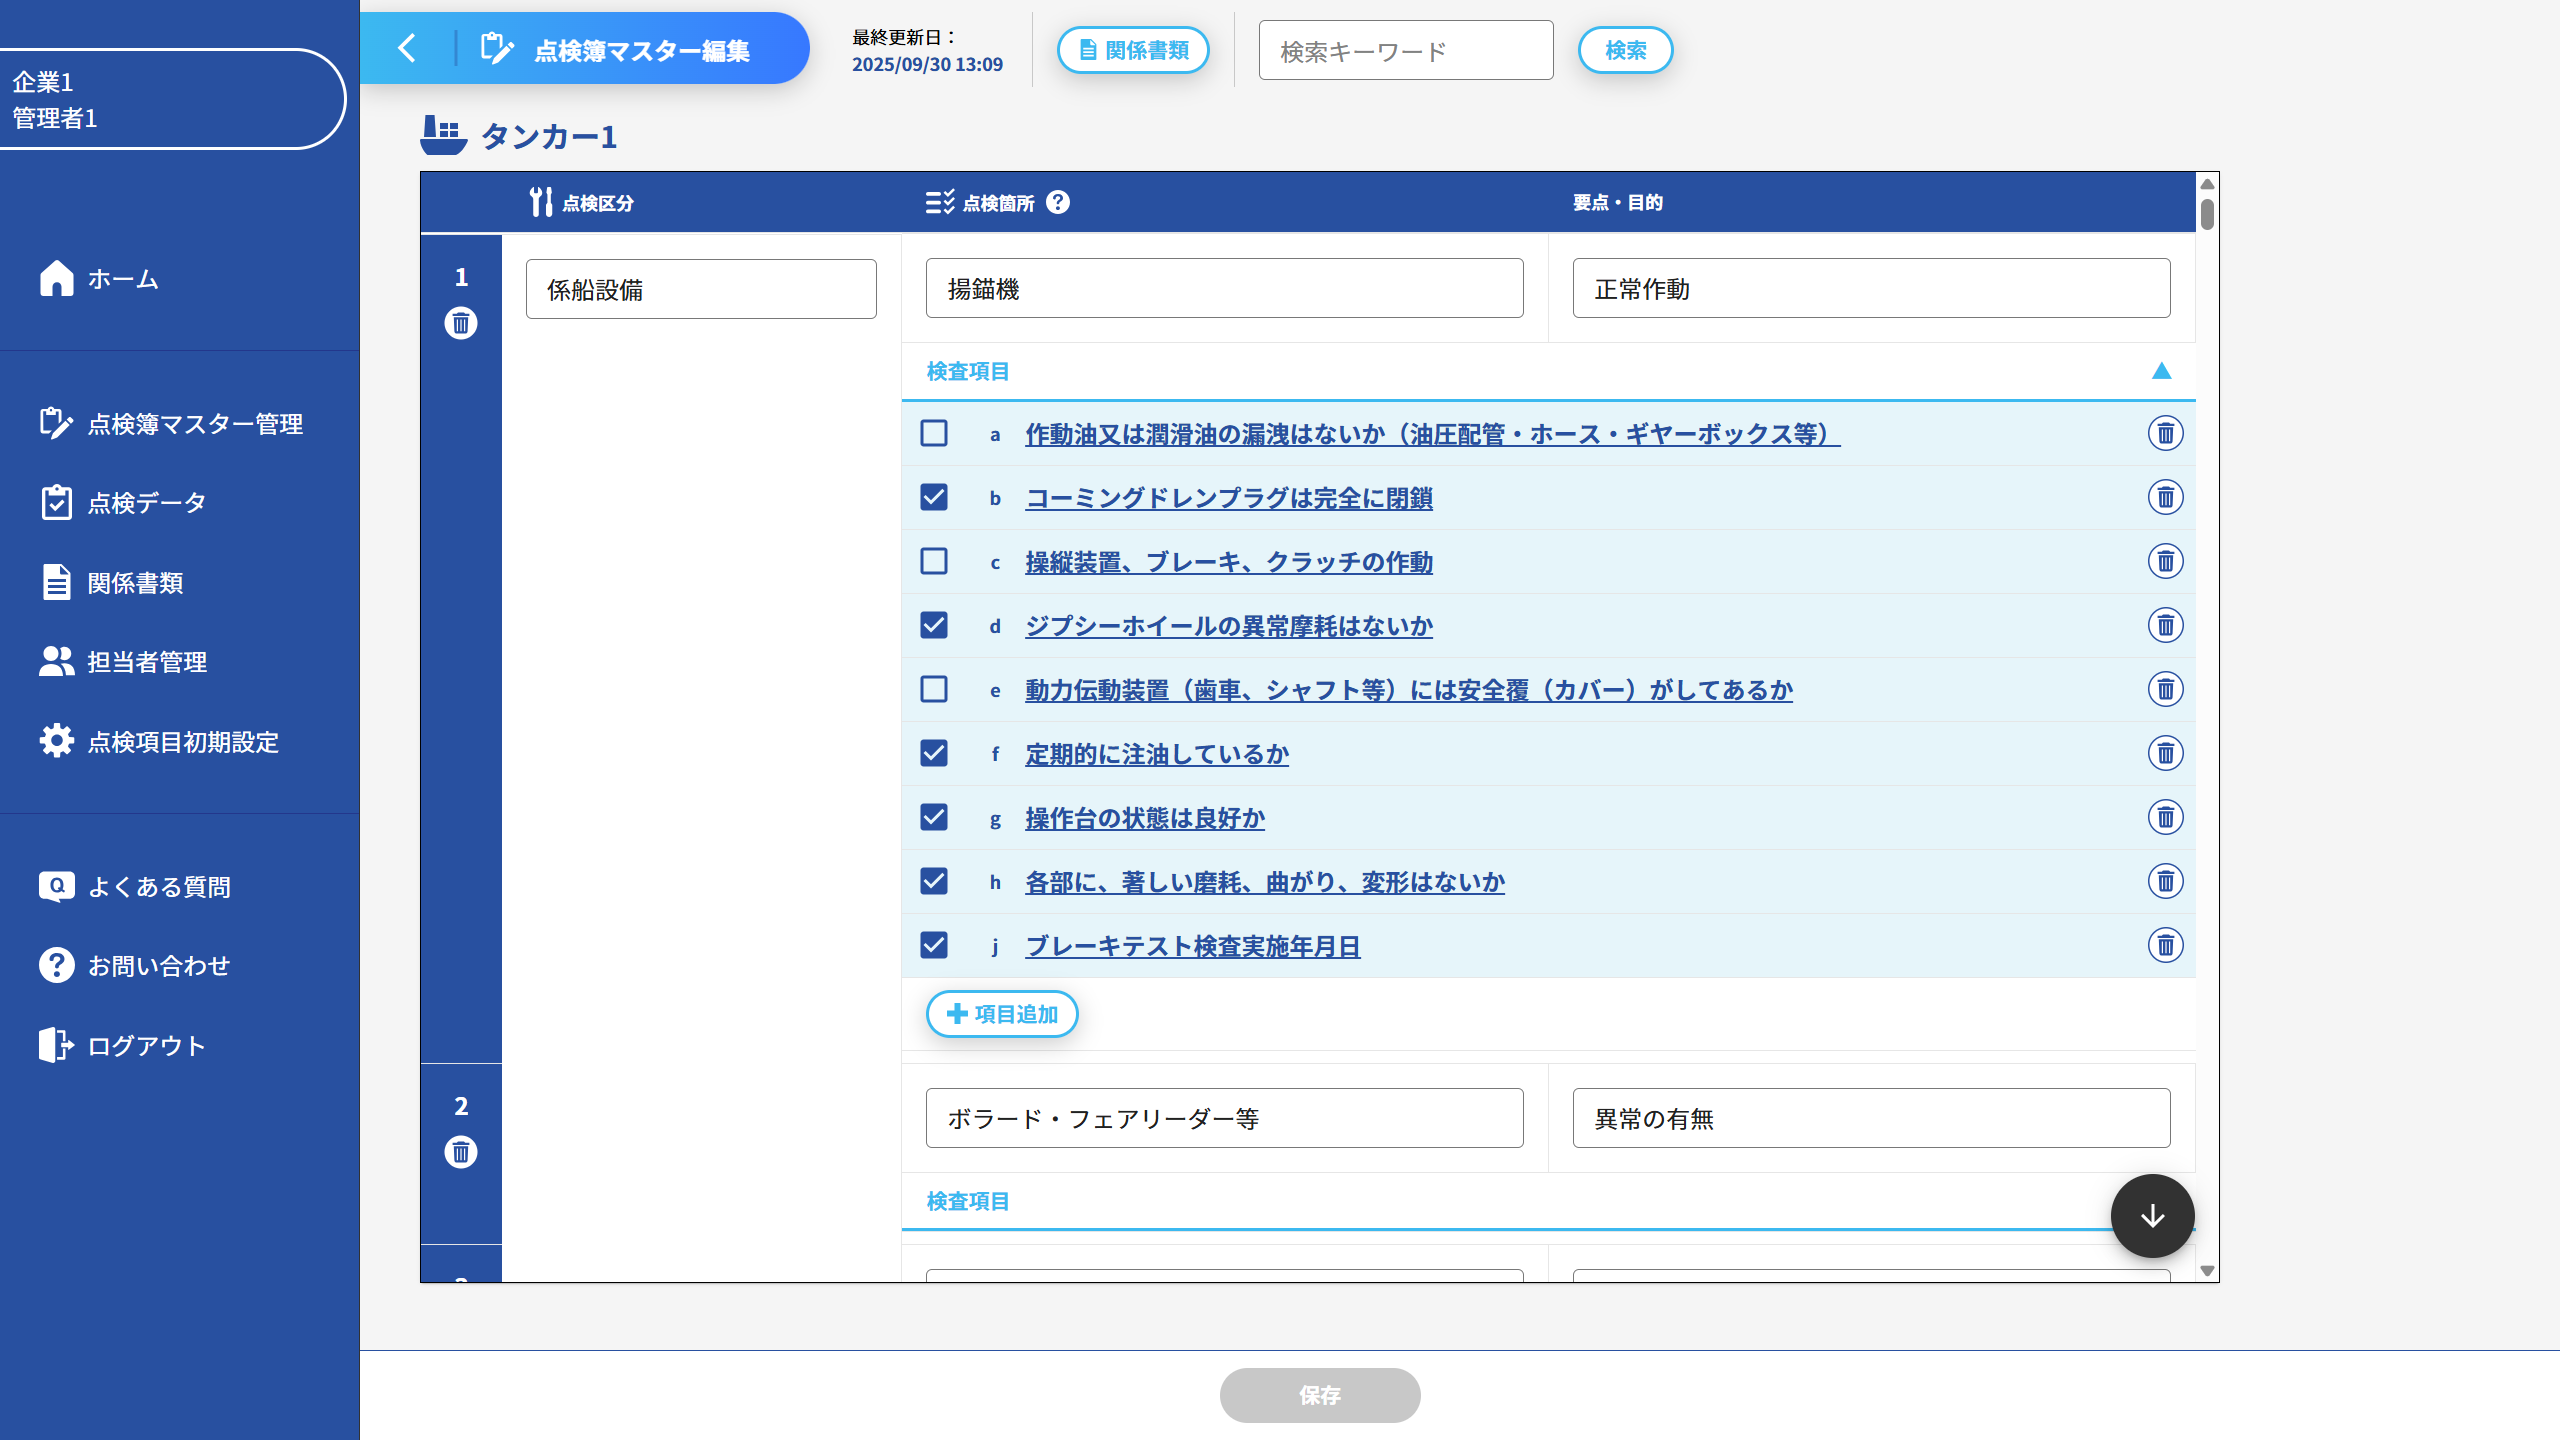 企業1
管理者1
ホーム
点検簿マスター管理
点検データ
関係書類
担当者管理
点検項目初期設定
よくある質問
お問い合わせ
ログアウト
点検簿マスター編集
最終更新日：
2025/09/30 13:09
関係書類
検索キーワード
検索
タンカー1
点検区分
点検箇所
要点・目的
1
係船設備
揚錨機
正常作動
検査項目
a 作動油又は潤滑油の漏洩はないか（油圧配管・ホース・ギヤーボックス等）
b コーミングドレンプラグは完全に閉鎖
c 操縦装置、ブレーキ、クラッチの作動
d ジプシーホイールの異常摩耗はないか
e 動力伝動装置（歯車、シャフト等）には安全覆（カバー）がしてあるか
f 定期的に注油しているか
g 操作台の状態は良好か
h 各部に、著しい磨耗、曲がり、変形はないか
j ブレーキテスト検査実施年月日
項目追加
2
ボラード・フェアリーダー等
異常の有無
検査項目
保存